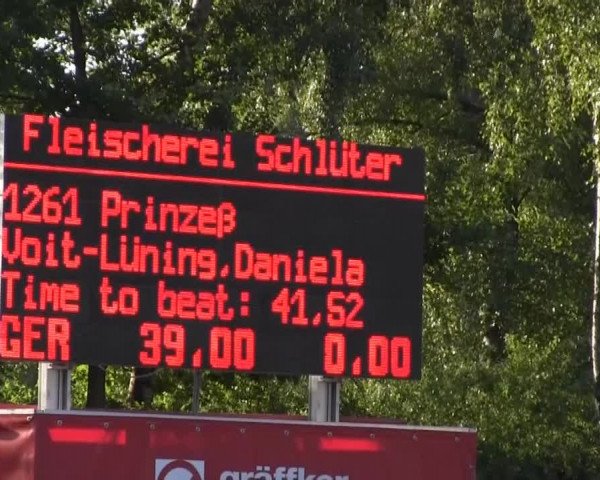 Fleischerei Schlüter
1261 Prinzeß
Voit-Lüning,Daniela
Time to beat: 41,52
GER 39,00 0,00
gräffker